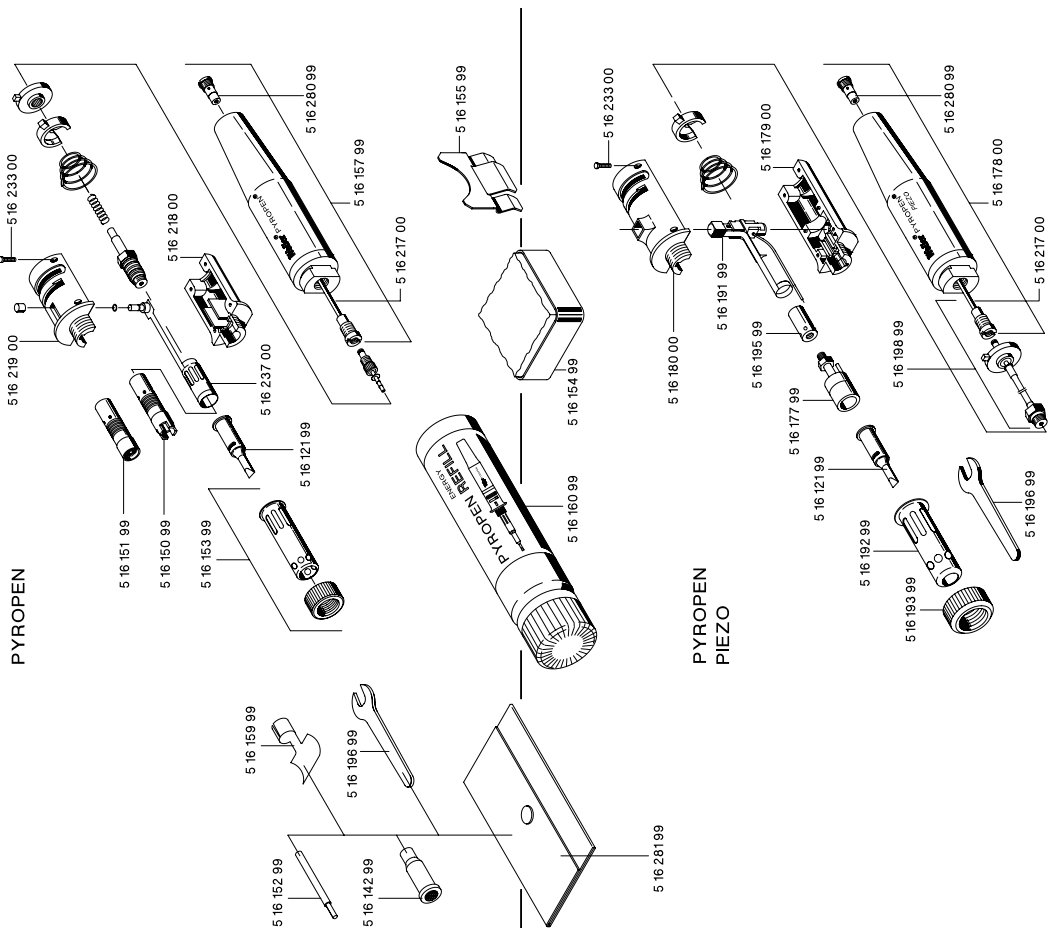 PYROPEN
5 16 233 00
5 16 219 00
5 16 218 00
5 16 237 00
5 16 151 99
5 16 150 99
5 16 121 99
5 16 153 99
5 16 280 99
5 16 157 99
5 16 217 00
Weller
PYROPEN
5 16 155 99
5 16 154 99
5 16 160 99
ENERGY
PYROPEN REFILL
5 16 159 99
5 16 196 99
5 16 152 99
5 16 142 99
5 16 281 99
PYROPEN
PIEZO
5 16 233 00
5 16 180 00
5 16 179 00
5 16 191 99
5 16 195 99
5 16 177 99
5 16 121 99
5 16 192 99
5 16 193 99
5 16 196 99
5 16 280 99
5 16 178 00
5 16 217 00
5 16 198 99
Weller
PYROPEN
PIEZO